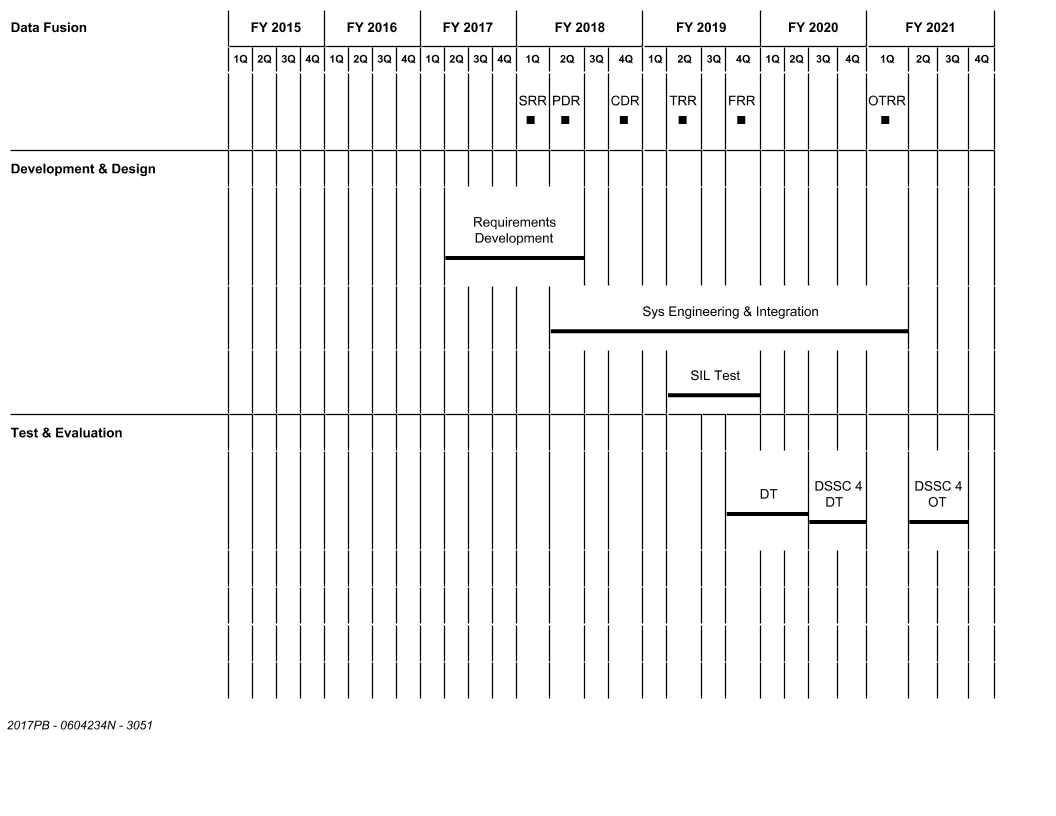 Data Fusion FY 2015 FY 2016 FY 2017 FY 2018 FY 2019 FY 2020 FY 2021
1Q 2Q 3Q 4Q 1Q 2Q 3Q 4Q 1Q 2Q 3Q 4Q 1Q 2Q 3Q 4Q 1Q 2Q 3Q 4Q 1Q 2Q 3Q 4Q 1Q 2Q 3Q 4Q
SRR PDR CDR TRR FRR OTRR
Development & Design
Requirements
Development
Sys Engineering & Integration
SIL Test
Test & Evaluation
DT
DSSC 4
DT
DSSC 4
OT
2017PB - 0604234N - 3051